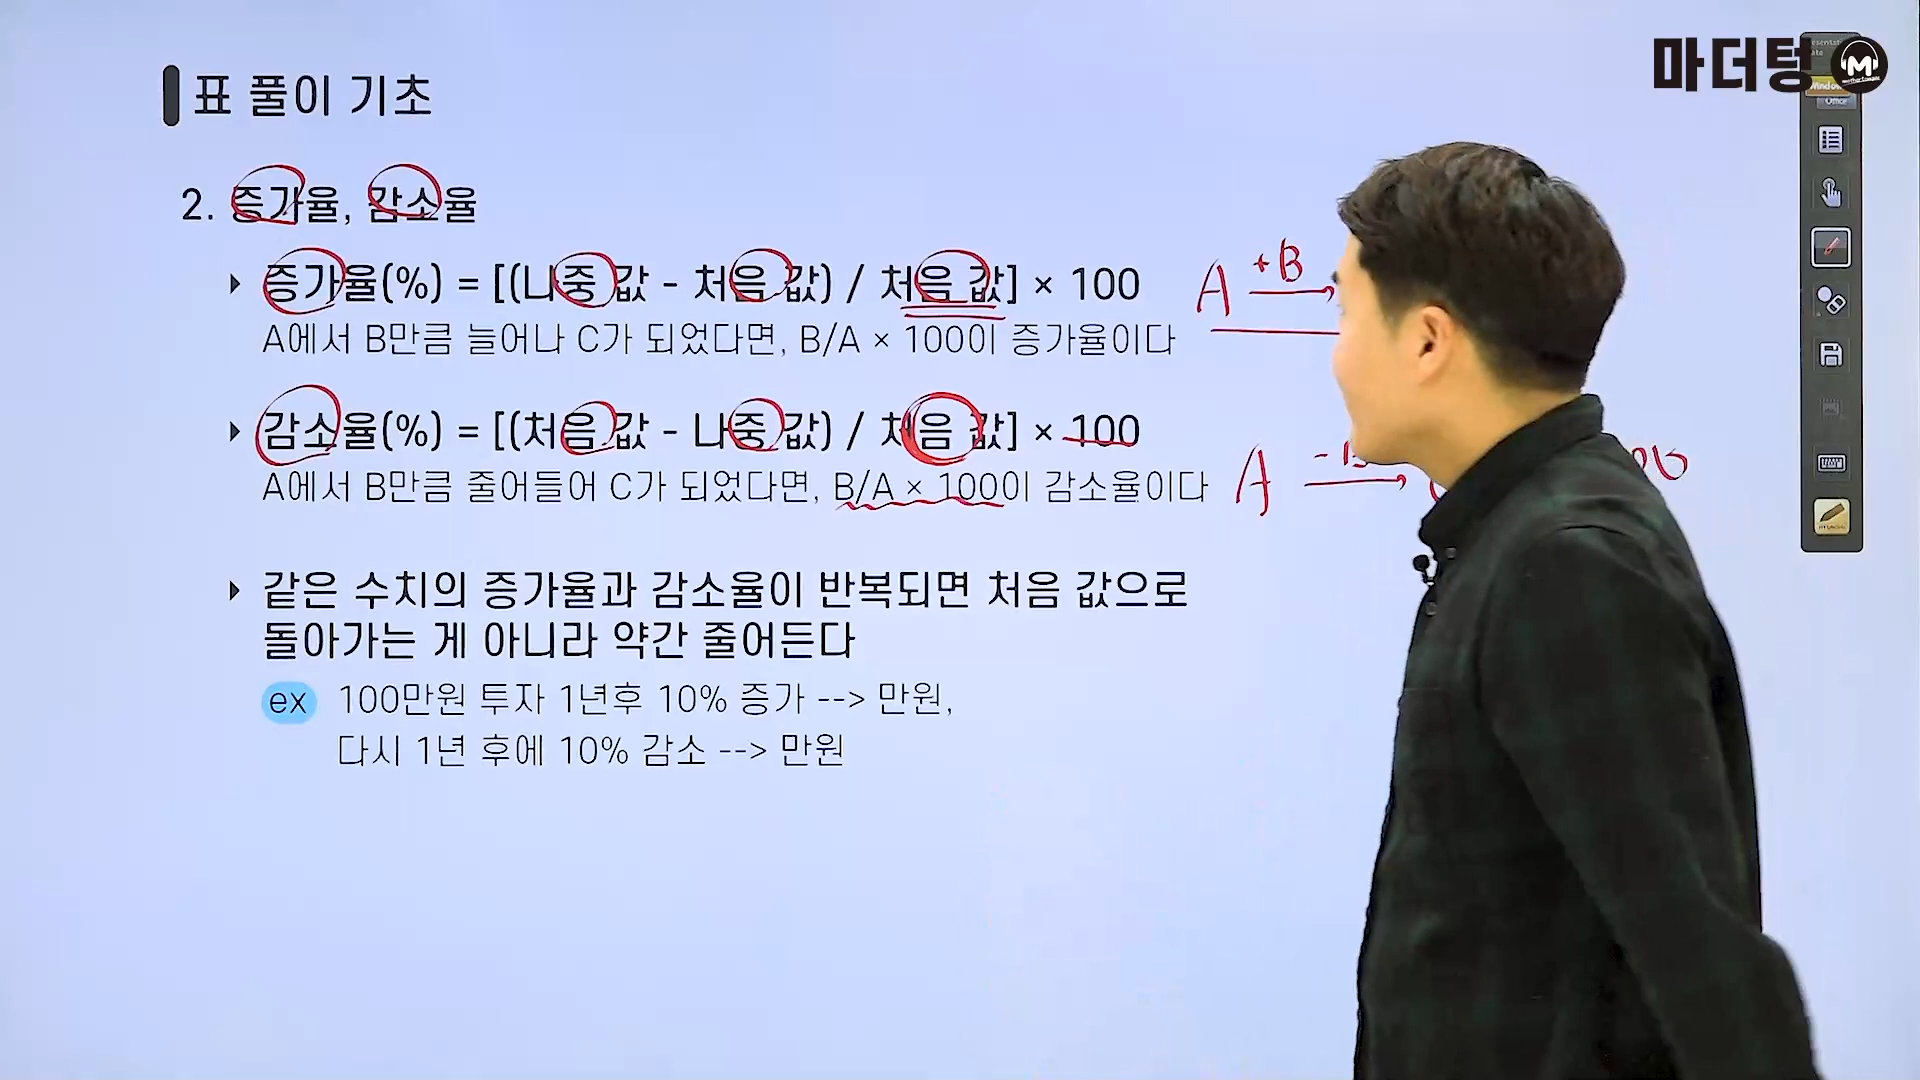 마더텅
표 풀이 기초
2. 증가율, 감소율
증가율(%) = [(나중 값 - 처음 값) / 처음 값] × 100
A +B
A에서 B만큼 늘어나 C가 되었다면, B/A × 100이 증가율이다
감소율(%) = [(처음 값 - 나중 값) / 처음 값] × 100
A에서 B만큼 줄어들어 C가 되었다면, B/A × 100이 감소율이다
A
같은 수치의 증가율과 감소율이 반복되면 처음 값으로
돌아가는 게 아니라 약간 줄어든다
ex 100만원 투자 1년후 10% 증가 --> 만원,
다시 1년 후에 10% 감소 --> 만원